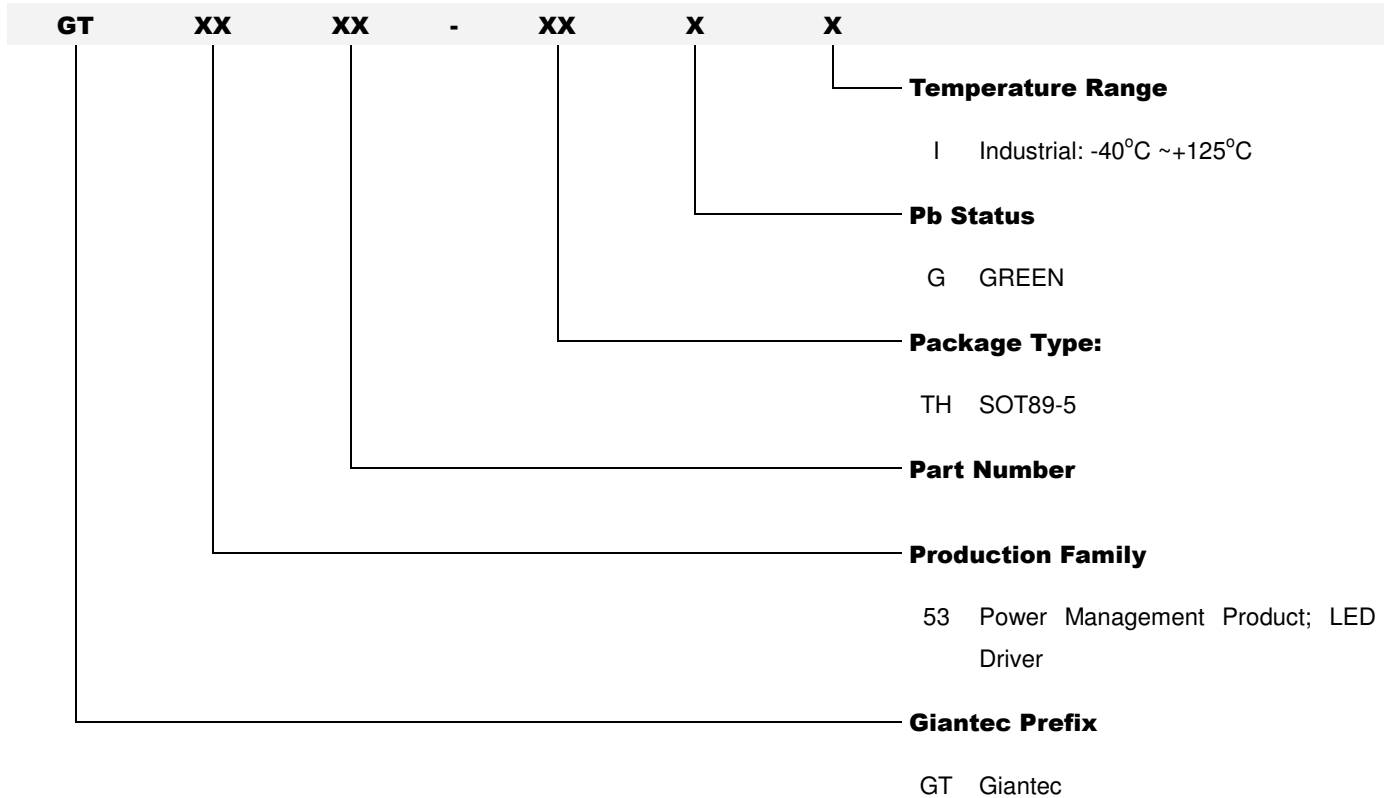 GT XX XX - XX X X
Temperature Range
I Industrial: -40°C ~+125°C
Pb Status
G GREEN
Package Type:
TH SOT89-5
Part Number
Production Family
53 Power Management Product; LED
Driver
Giantec Prefix
GT Giantec